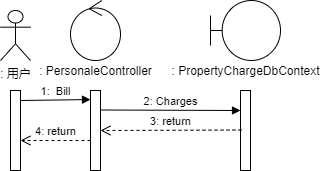 : 用户
: PersonaleController
: PropertyChargeDbContext
1: Bill
2: Charges
3: return
4: return